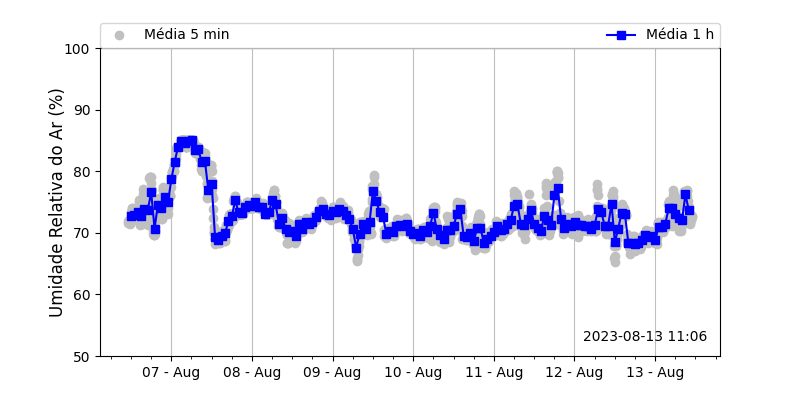 Média 5 min
Média 1 h
Umidade Relativa do Ar (%)
100
90
80
70
60
50
2023-08-13 11:06
07 - Aug
08 - Aug
09 - Aug
10 - Aug
11 - Aug
12 - Aug
13 - Aug